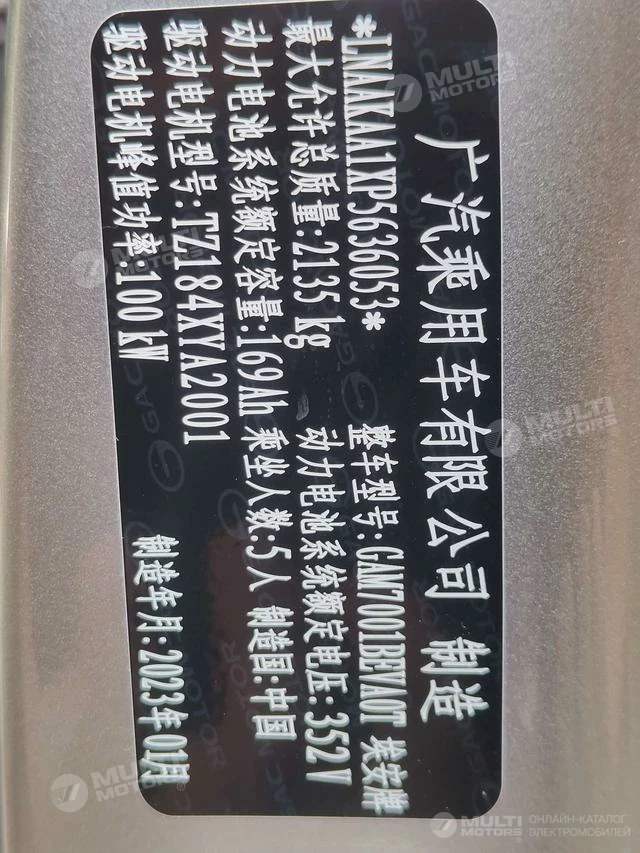 广汽乘用车有限公司 制造
*LNAAKAA1XP5636053* 整车型号:GAM7001BEVA0T 埃安牌
最大允许总质量:2135kg 动力电池系统额定电压:352V
动力电池系统额定容量:169Ah 乘坐人数:5人 制造国:中国
驱动电机型号:TZ184XYA2001
驱动电机峰值功率:100kW 制造年月:2023年01月
MULTI MOTORS
MULTI MOTORS
MULTI MOTORS
MULTI MOTORS
MULTI MOTORS ОНЛАЙН-КАТАЛОГ ЭЛЕКТРОМОБИЛЕЙ